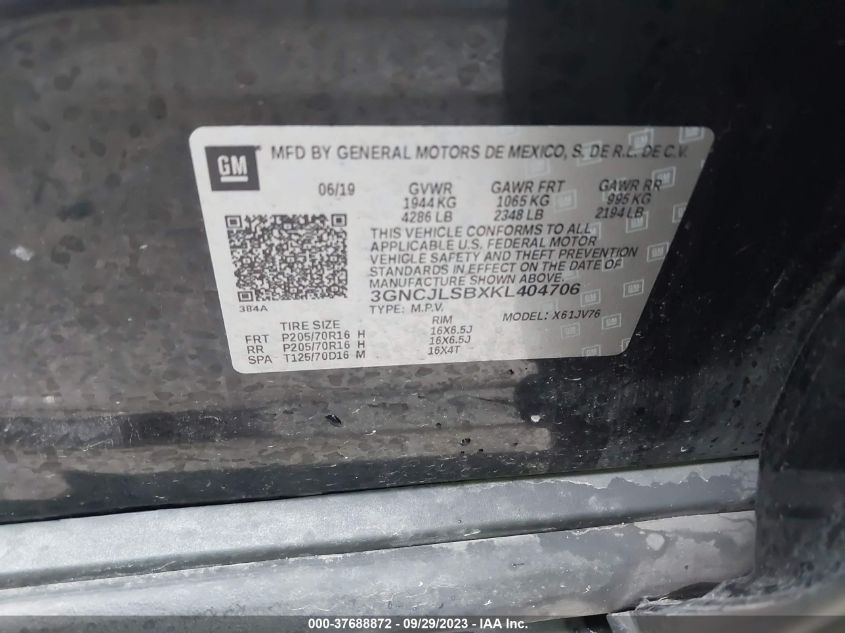 GM
MFD BY GENERAL MOTORS DE MEXICO, S. DE R.L. DE C.V.
06/19 GVWR GAWR FRT GAWR RR
1944 KG 1065 KG 995 KG
4286 LB 2348 LB 2194 LB
THIS VEHICLE CONFORMS TO ALL
APPLICABLE U.S. FEDERAL MOTOR
VEHICLE SAFETY AND THEFT PREVENTION
STANDARDS IN EFFECT ON THE DATE OF
MANUFACTURE SHOWN ABOVE.
384A
3GNCJLSBXKL404706
TYPE: M.P.V. MODEL: X61JV76
TIRE SIZE RIM
FRT P205/70R16 H 16X6.5J
RR P205/70R16 H 16X6.5J
SPA T125/70D16 M 16X4T
000-37688872 / 09/29/2023 - IAA Inc.